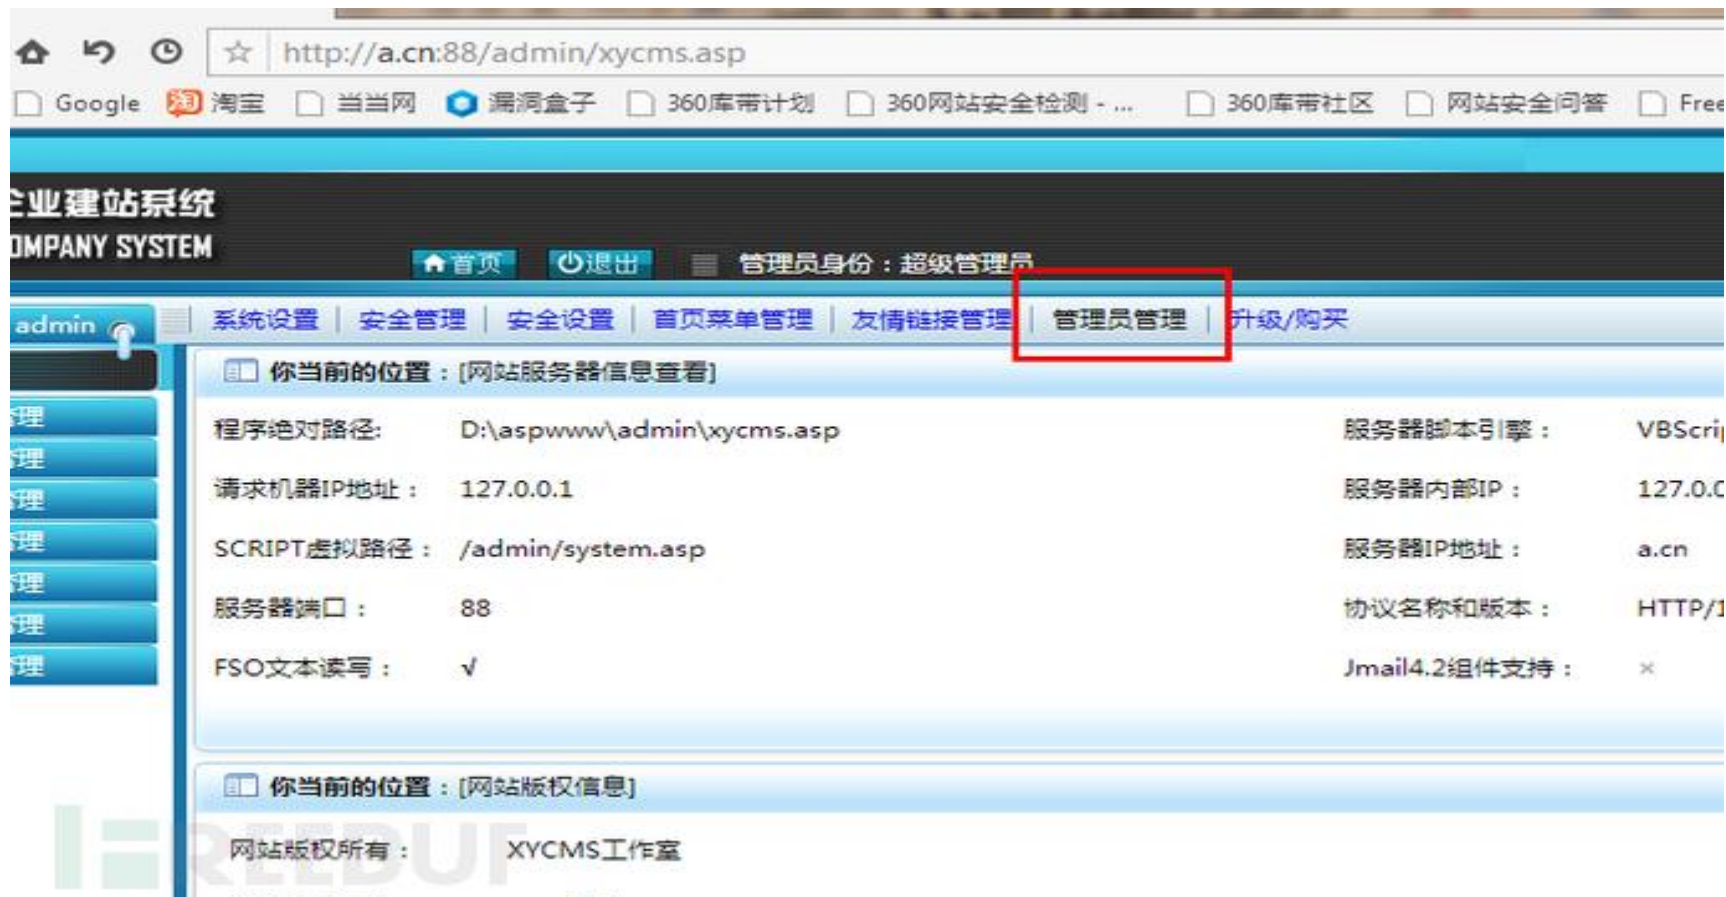 http://a.cn:88/admin/xycms.asp
Google 淘 淘宝 当当网 漏洞盒子 360库带计划 360网站安全检测 - ... 360库带社区 网站安全问答 Free
企业建站系统
OMPANY SYSTEM
首页 退出 管理员身份：超级管理员
admin 系统设置 | 安全管理 | 安全设置 | 首页菜单管理 | 友情链接管理 | 管理员管理 | 升级/购买
你当前的位置：[网站服务器信息查看]
管理
程序绝对路径: D:\aspwww\admin\xycms.asp 服务器脚本引擎： VBScrip
管理
请求机器IP地址： 127.0.0.1 服务器内部IP： 127.0.0
管理
管理
SCRIPT虚拟路径： /admin/system.asp 服务器IP地址： a.cn
管理
服务器端口： 88 协议名称和版本： HTTP/1
管理
管理
FSO文本读写： √ Jmail4.2组件支持： ×
你当前的位置：[网站版权信息]
FREEBUF
网站版权所有： XYCMS工作室